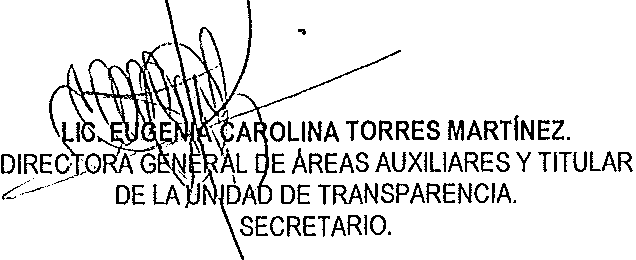 LIC. EUGENIA CAROLINA TORRES MARTÍNEZ.
DIRECTORA GENERAL DE ÁREAS AUXILIARES Y TITULAR
DE LA UNIDAD DE TRANSPARENCIA.
SECRETARIO.